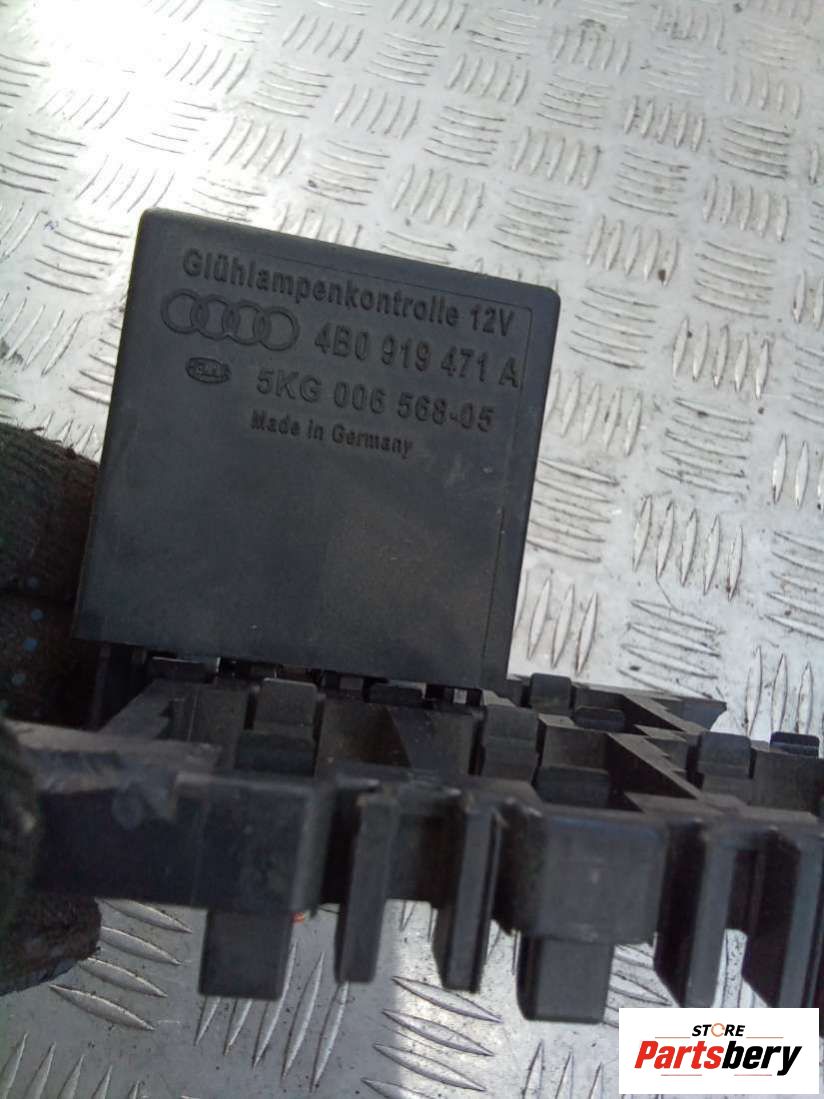 Glühlampenkontrolle 12V
4B0 919 471 A
5KG 006 568-05
Made in Germany
STORE
Partsbery